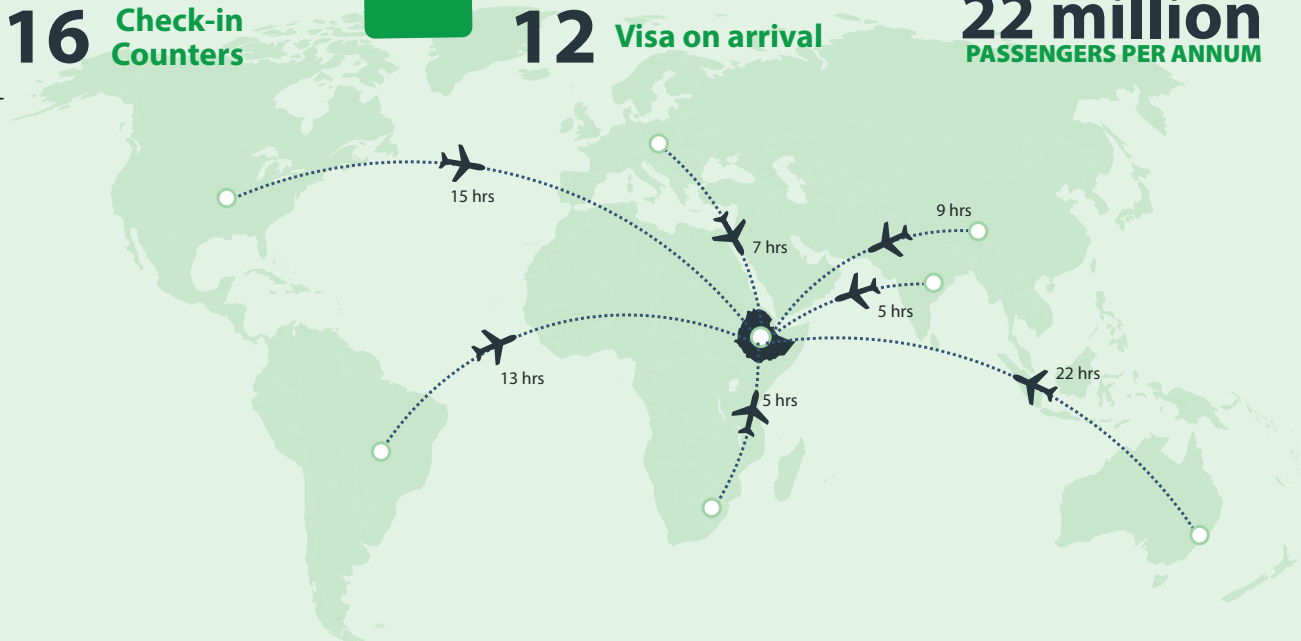 16 Check-in
Counters
12 Visa on arrival
22 million
PASSENGERS PER ANNUM
15 hrs
7 hrs
9 hrs
5 hrs
13 hrs
5 hrs
22 hrs